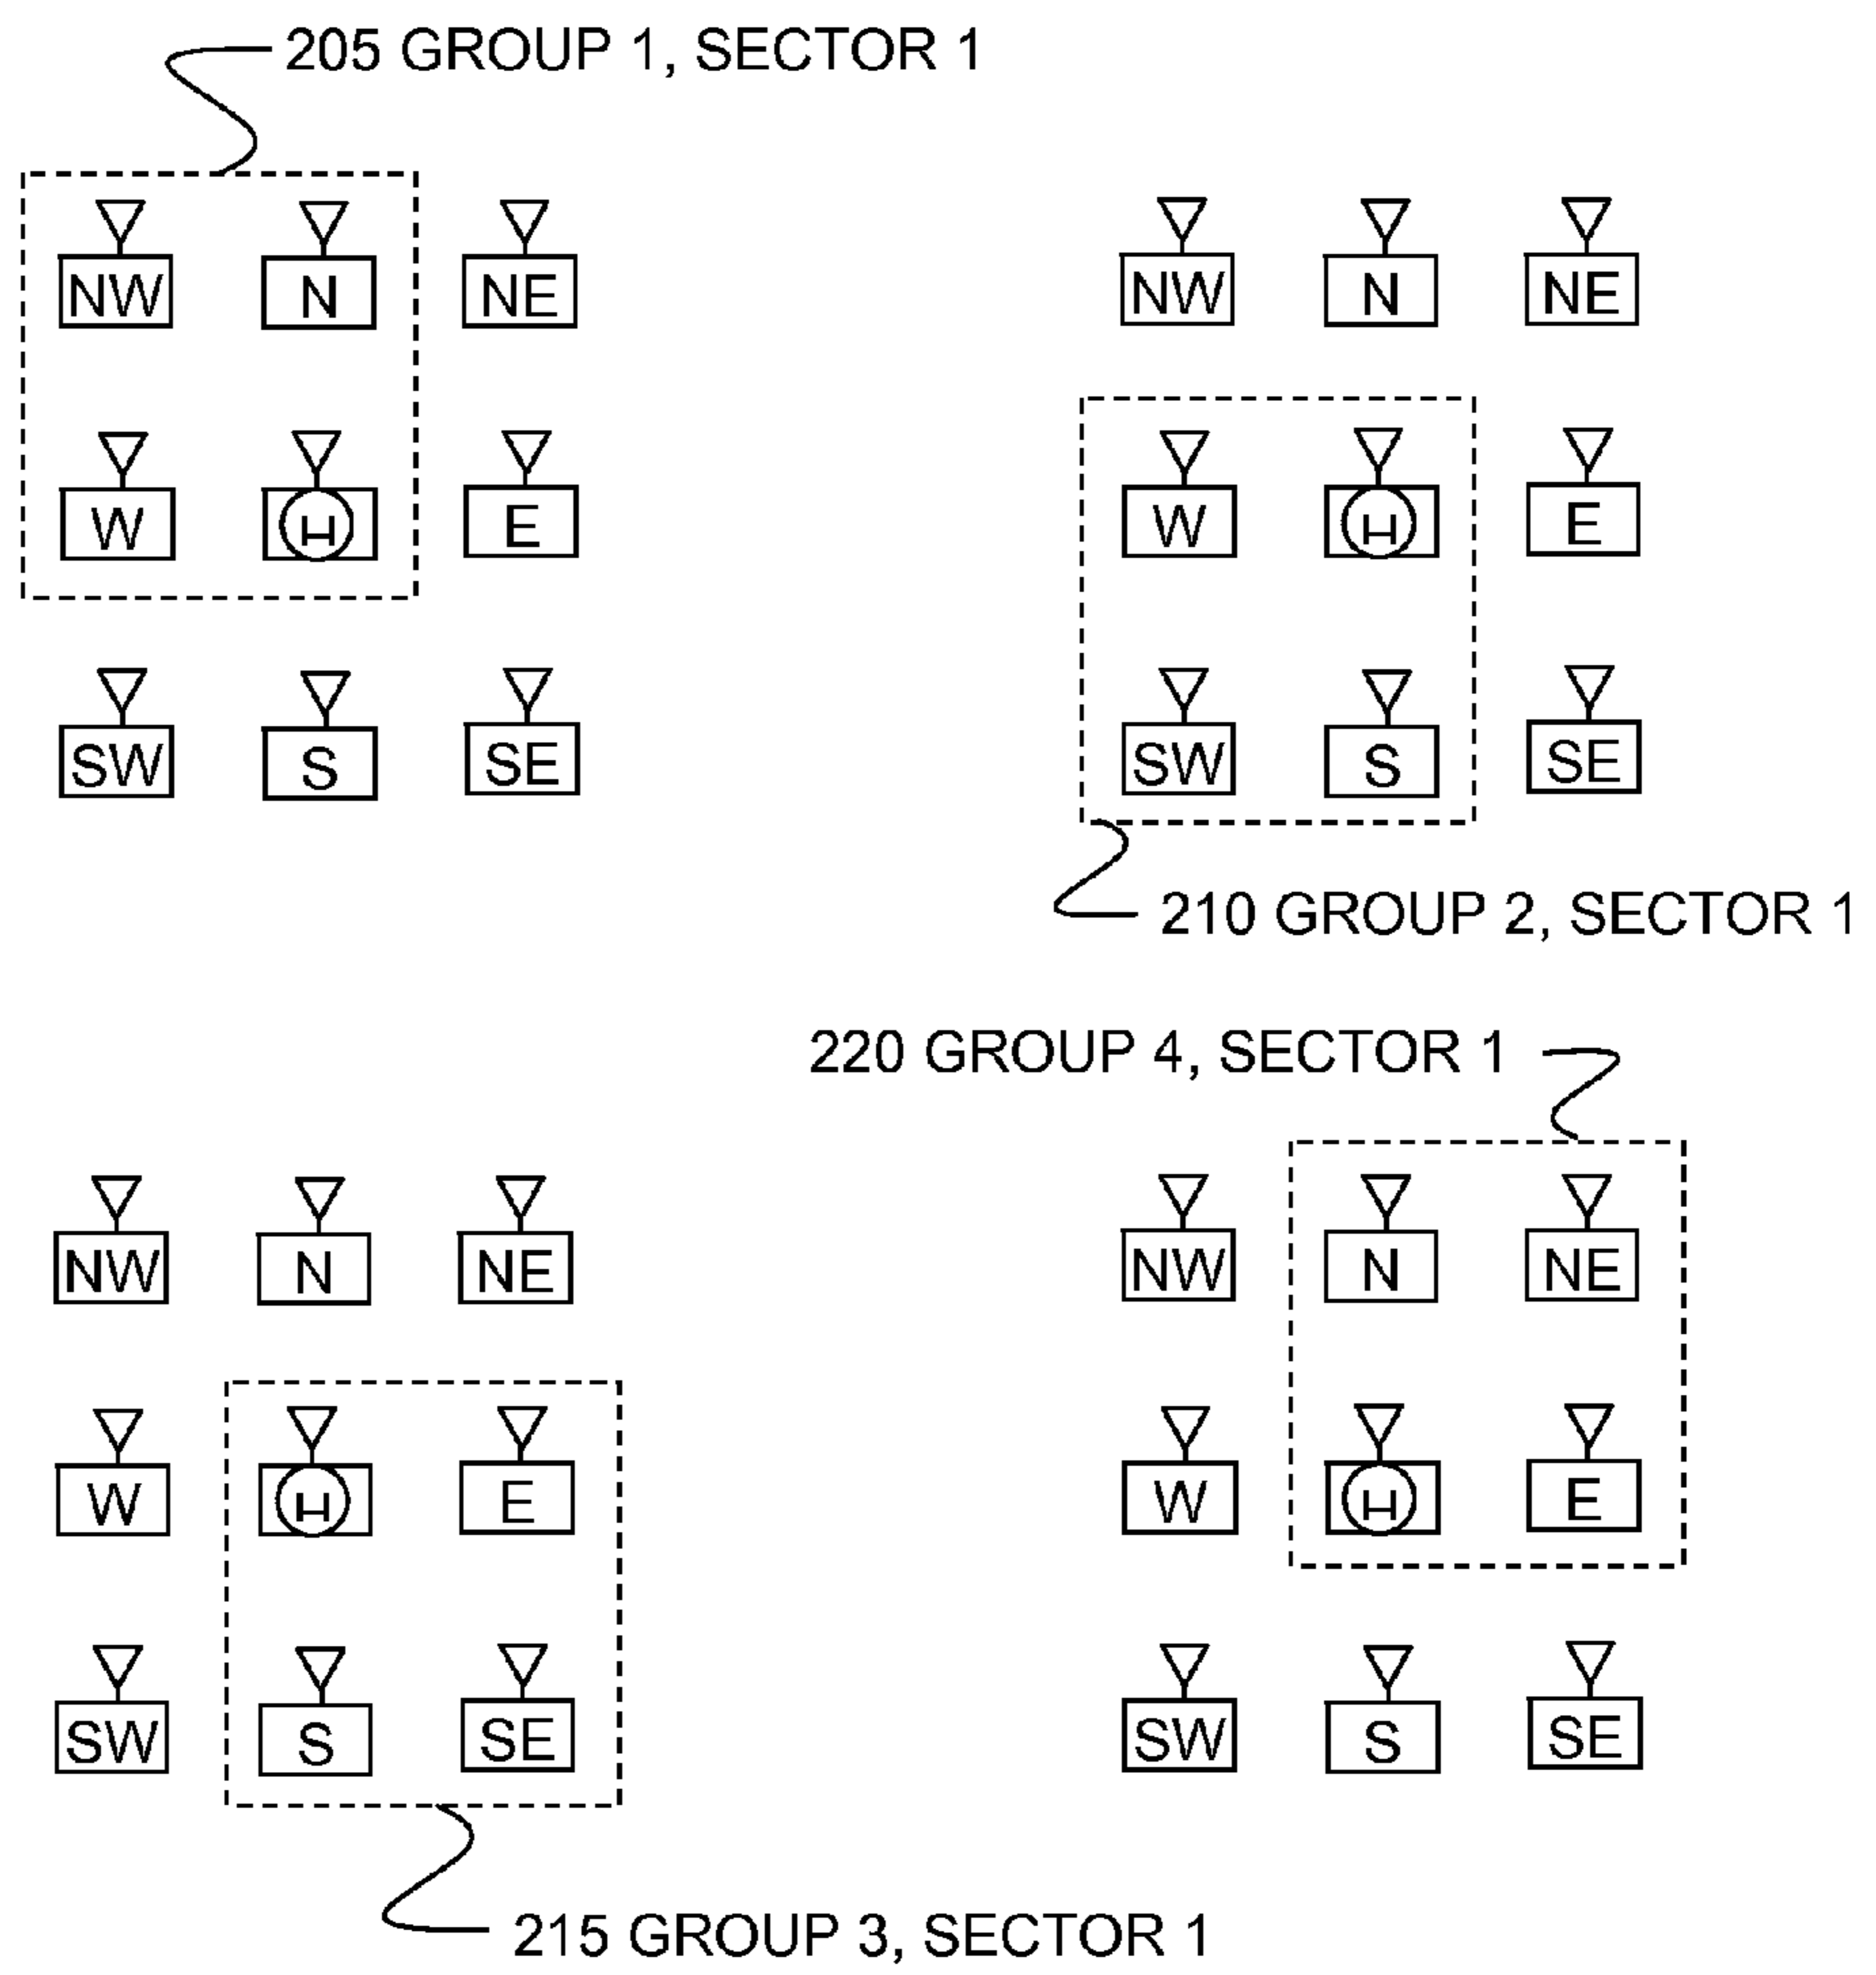 205 GROUP 1, SECTOR 1
NW N NE
W H E
SW S SE
NW N NE
W H E
SW S SE
210 GROUP 2, SECTOR 1
220 GROUP 4, SECTOR 1
NW N NE
W H E
SW S SE
215 GROUP 3, SECTOR 1
NW N NE
W H E
SW S SE